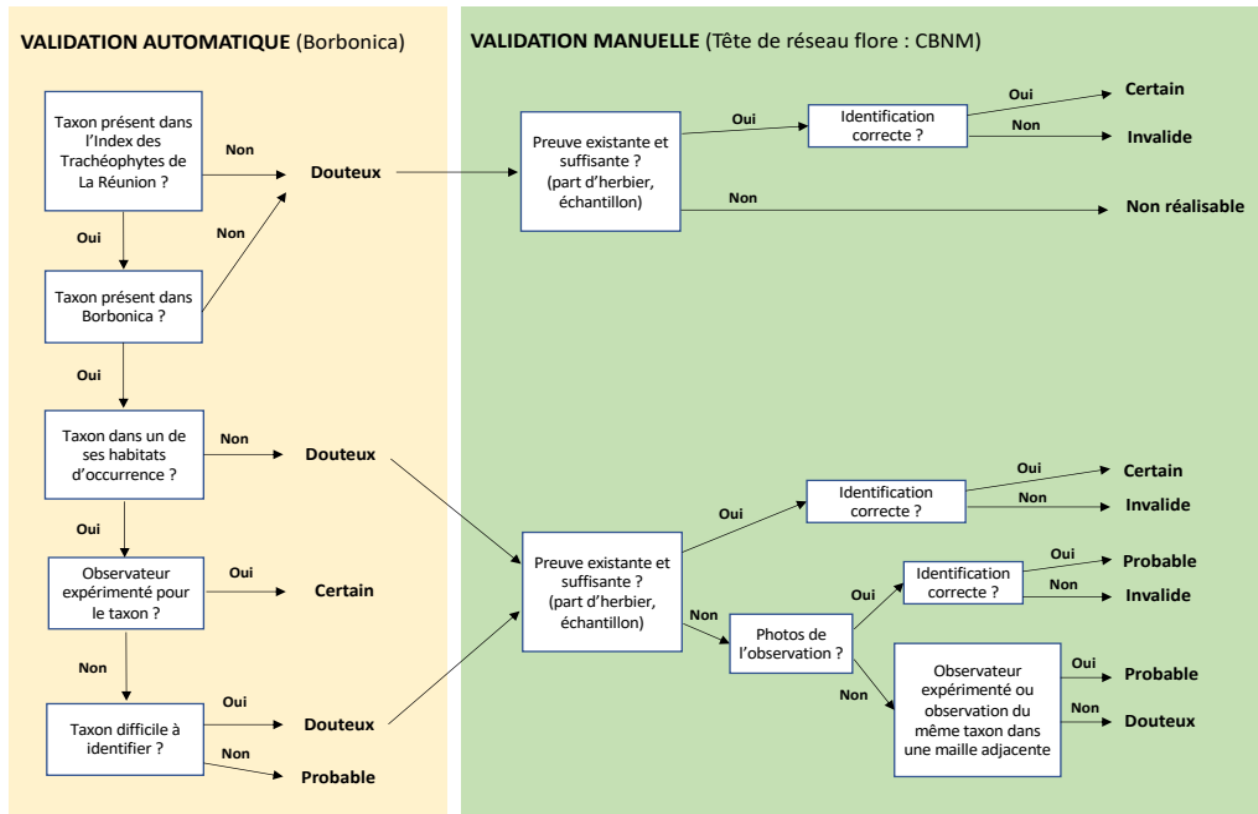 VALIDATION AUTOMATIQUE (Borbonica)
Taxon présent dans
l'Index des
Trachéophytes de
La Réunion ?
Non
Douteux
Oui
Non
Taxon présent dans
Borbonica ?
Oui
Taxon dans un de
ses habitats
d'occurrence ?
Non
Douteux
Oui
Observateur
expérimenté pour
le taxon ?
Oui
Certain
Non
Taxon difficile à
identifier ?
Oui
Douteux
Non
Probable
VALIDATION MANUELLE (Tête de réseau flore : CBNM)
Preuve existante et
suffisante ?
(part d'herbier,
échantillon)
Oui
Identification
correcte ?
Oui
Certain
Non
Invalide
Non
Non réalisable
Preuve existante et
suffisante ?
(part d'herbier,
échantillon)
Oui
Identification
correcte ?
Oui
Certain
Non
Invalide
Non
Photos de
l'observation ?
Oui
Identification
correcte ?
Oui
Probable
Non
Invalide
Non
Observateur
expérimenté ou
observation du
même taxon dans
une maille adjacente
Oui
Probable
Non
Douteux